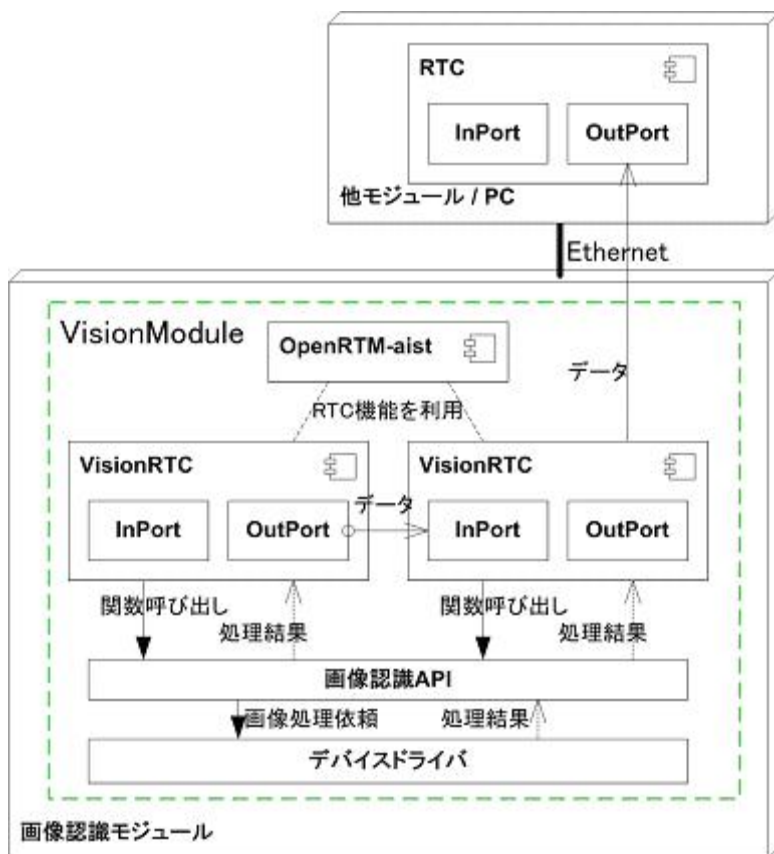 RTC
InPort
OutPort
他モジュール / PC
Ethernet
VisionModule
OpenRTM-aist
データ
RTC機能を利用
VisionRTC
VisionRTC
データ
InPort
OutPort
InPort
OutPort
関数呼び出し
関数呼び出し
処理結果
処理結果
画像認識API
画像処理依頼
処理結果
デバイスドライバ
画像認識モジュール